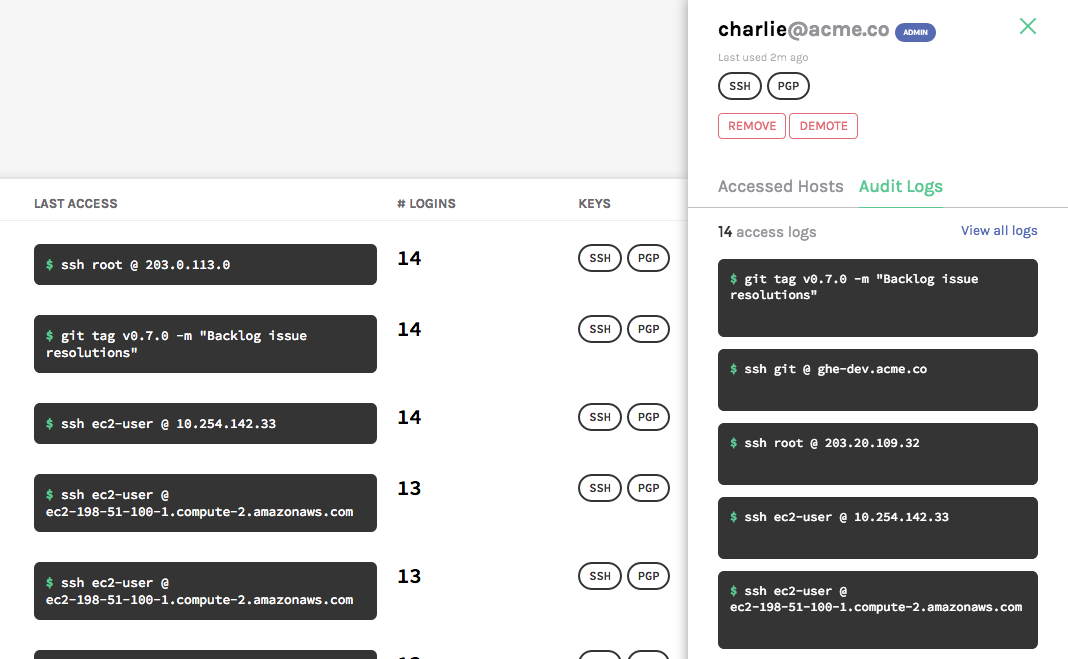 LAST ACCESS # LOGINS KEYS
$ ssh root @ 203.0.113.0 14 SSH PGP
$ git tag v0.7.0 -m "Backlog issue 14 SSH PGP
resolutions"
$ ssh ec2-user @ 10.254.142.33 14 SSH PGP
$ ssh ec2-user @ 13 SSH PGP
ec2-198-51-100-1.compute-2.amazonaws.com
$ ssh ec2-user @ 13 SSH PGP
ec2-198-51-100-1.compute-2.amazonaws.com
charlie@acme.co ADMIN
Last used 2m ago
SSH PGP
REMOVE DEMOTE
Accessed Hosts Audit Logs
14 access logs View all logs
$ git tag v0.7.0 -m "Backlog issue
resolutions"
$ ssh git @ ghe-dev.acme.co
$ ssh root @ 203.20.109.32
$ ssh ec2-user @ 10.254.142.33
$ ssh ec2-user @
ec2-198-51-100-1.compute-2.amazonaws.com